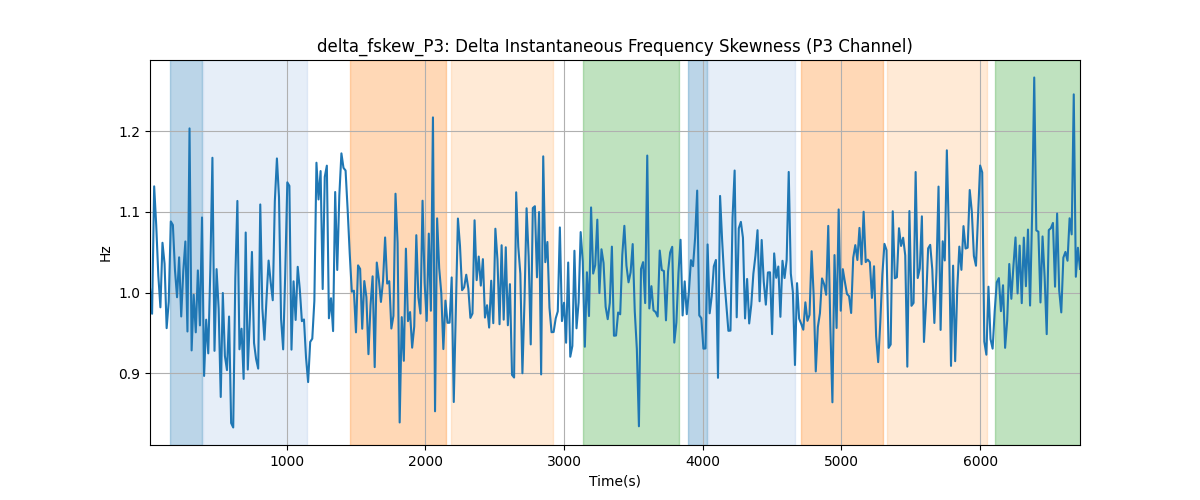 delta_fskew_P3: Delta Instantaneous Frequency Skewness (P3 Channel)
Hz
1.2
1.1
1.0
0.9
1000 2000 3000 4000 5000 6000
Time(s)